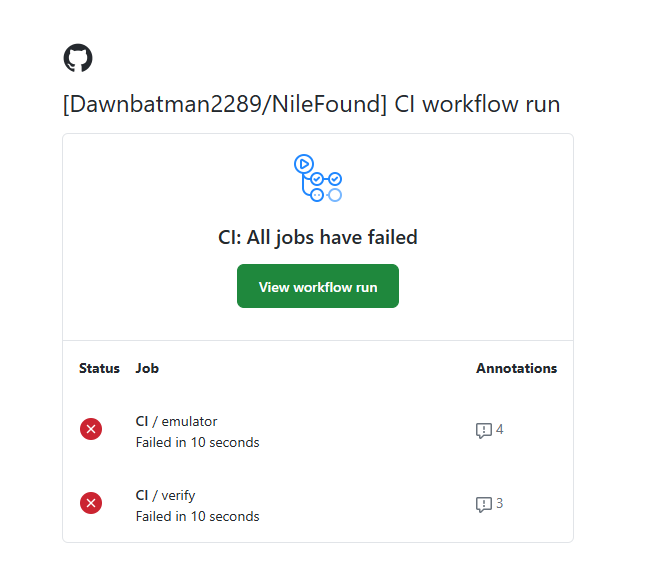 [Dawnbatman2289/NileFound] CI workflow run
CI: All jobs have failed
View workflow run
Status Job Annotations
CI / emulator
Failed in 10 seconds
4
CI / verify
Failed in 10 seconds
3